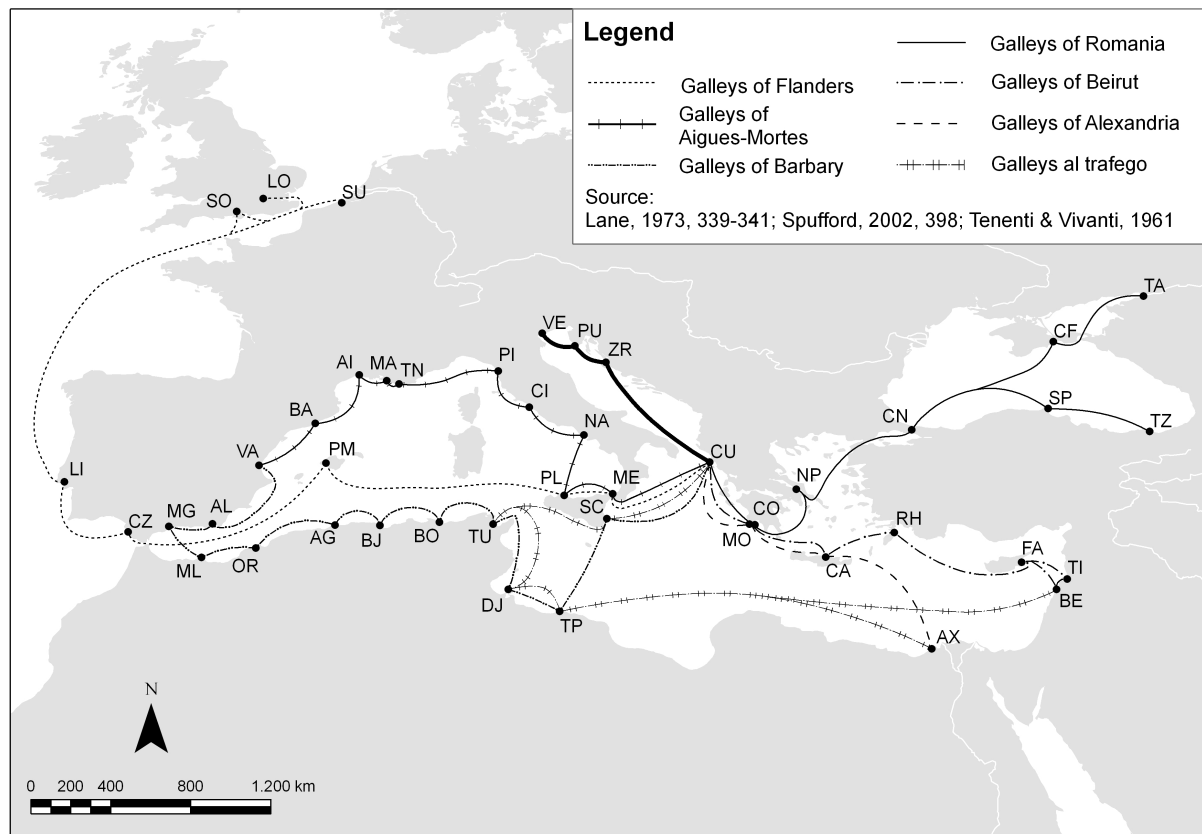 Legend
Galleys of Flanders
Galleys of
Aigues-Mortes
Galleys of Barbary
Galleys of Romania
Galleys of Beirut
Galleys of Alexandria
Galleys al trafego
Source:
Lane, 1973, 339-341; Spufford, 2002, 398; Tenenti & Vivanti, 1961
LO
SO
SU
TA
VE
PU
CF
ZR
AI
MA
TN
PI
CI
SP
BA
CN
TZ
NA
VA
PM
CU
LI
PL
ME
NP
MG
AL
SC
CO
RH
CZ
AG
BJ
BO
TU
MO
ML
OR
CA
FA
TI
DJ
TP
BE
AX
N
0 200 400 800 1.200 km